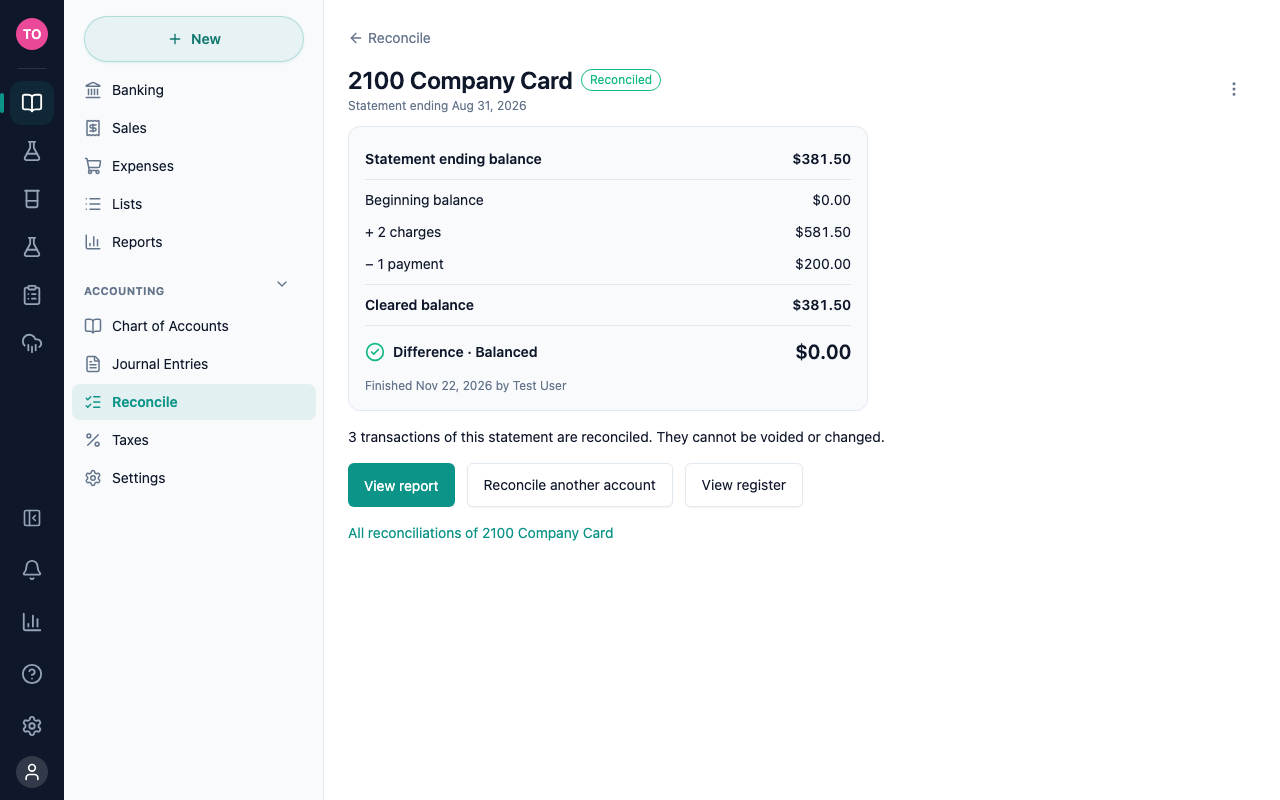 TO
New
Banking
Sales
Expenses
Lists
Reports
ACCOUNTING
Chart of Accounts
Journal Entries
Reconcile
Taxes
Settings
Reconcile
2100 Company Card Reconciled
Statement ending Aug 31, 2026
Statement ending balance $381.50
Beginning balance $0.00
+ 2 charges $581.50
− 1 payment $200.00
Cleared balance $381.50
Difference · Balanced $0.00
Finished Nov 22, 2026 by Test User
3 transactions of this statement are reconciled. They cannot be voided or changed.
View report Reconcile another account View register
All reconciliations of 2100 Company Card